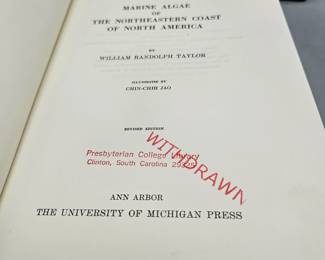 MARINE ALGAE
OF
THE NORTHEASTERN COAST
OF NORTH AMERICA
BY
WILLIAM RANDOLPH TAYLOR
ILLUSTRATED BY
CHIN-CHIH JAO
REVISED EDITION
Presbyterian College Library
Clinton, South Carolina 29325
WITHDRAWN
ANN ARBOR
THE UNIVERSITY OF MICHIGAN PRESS